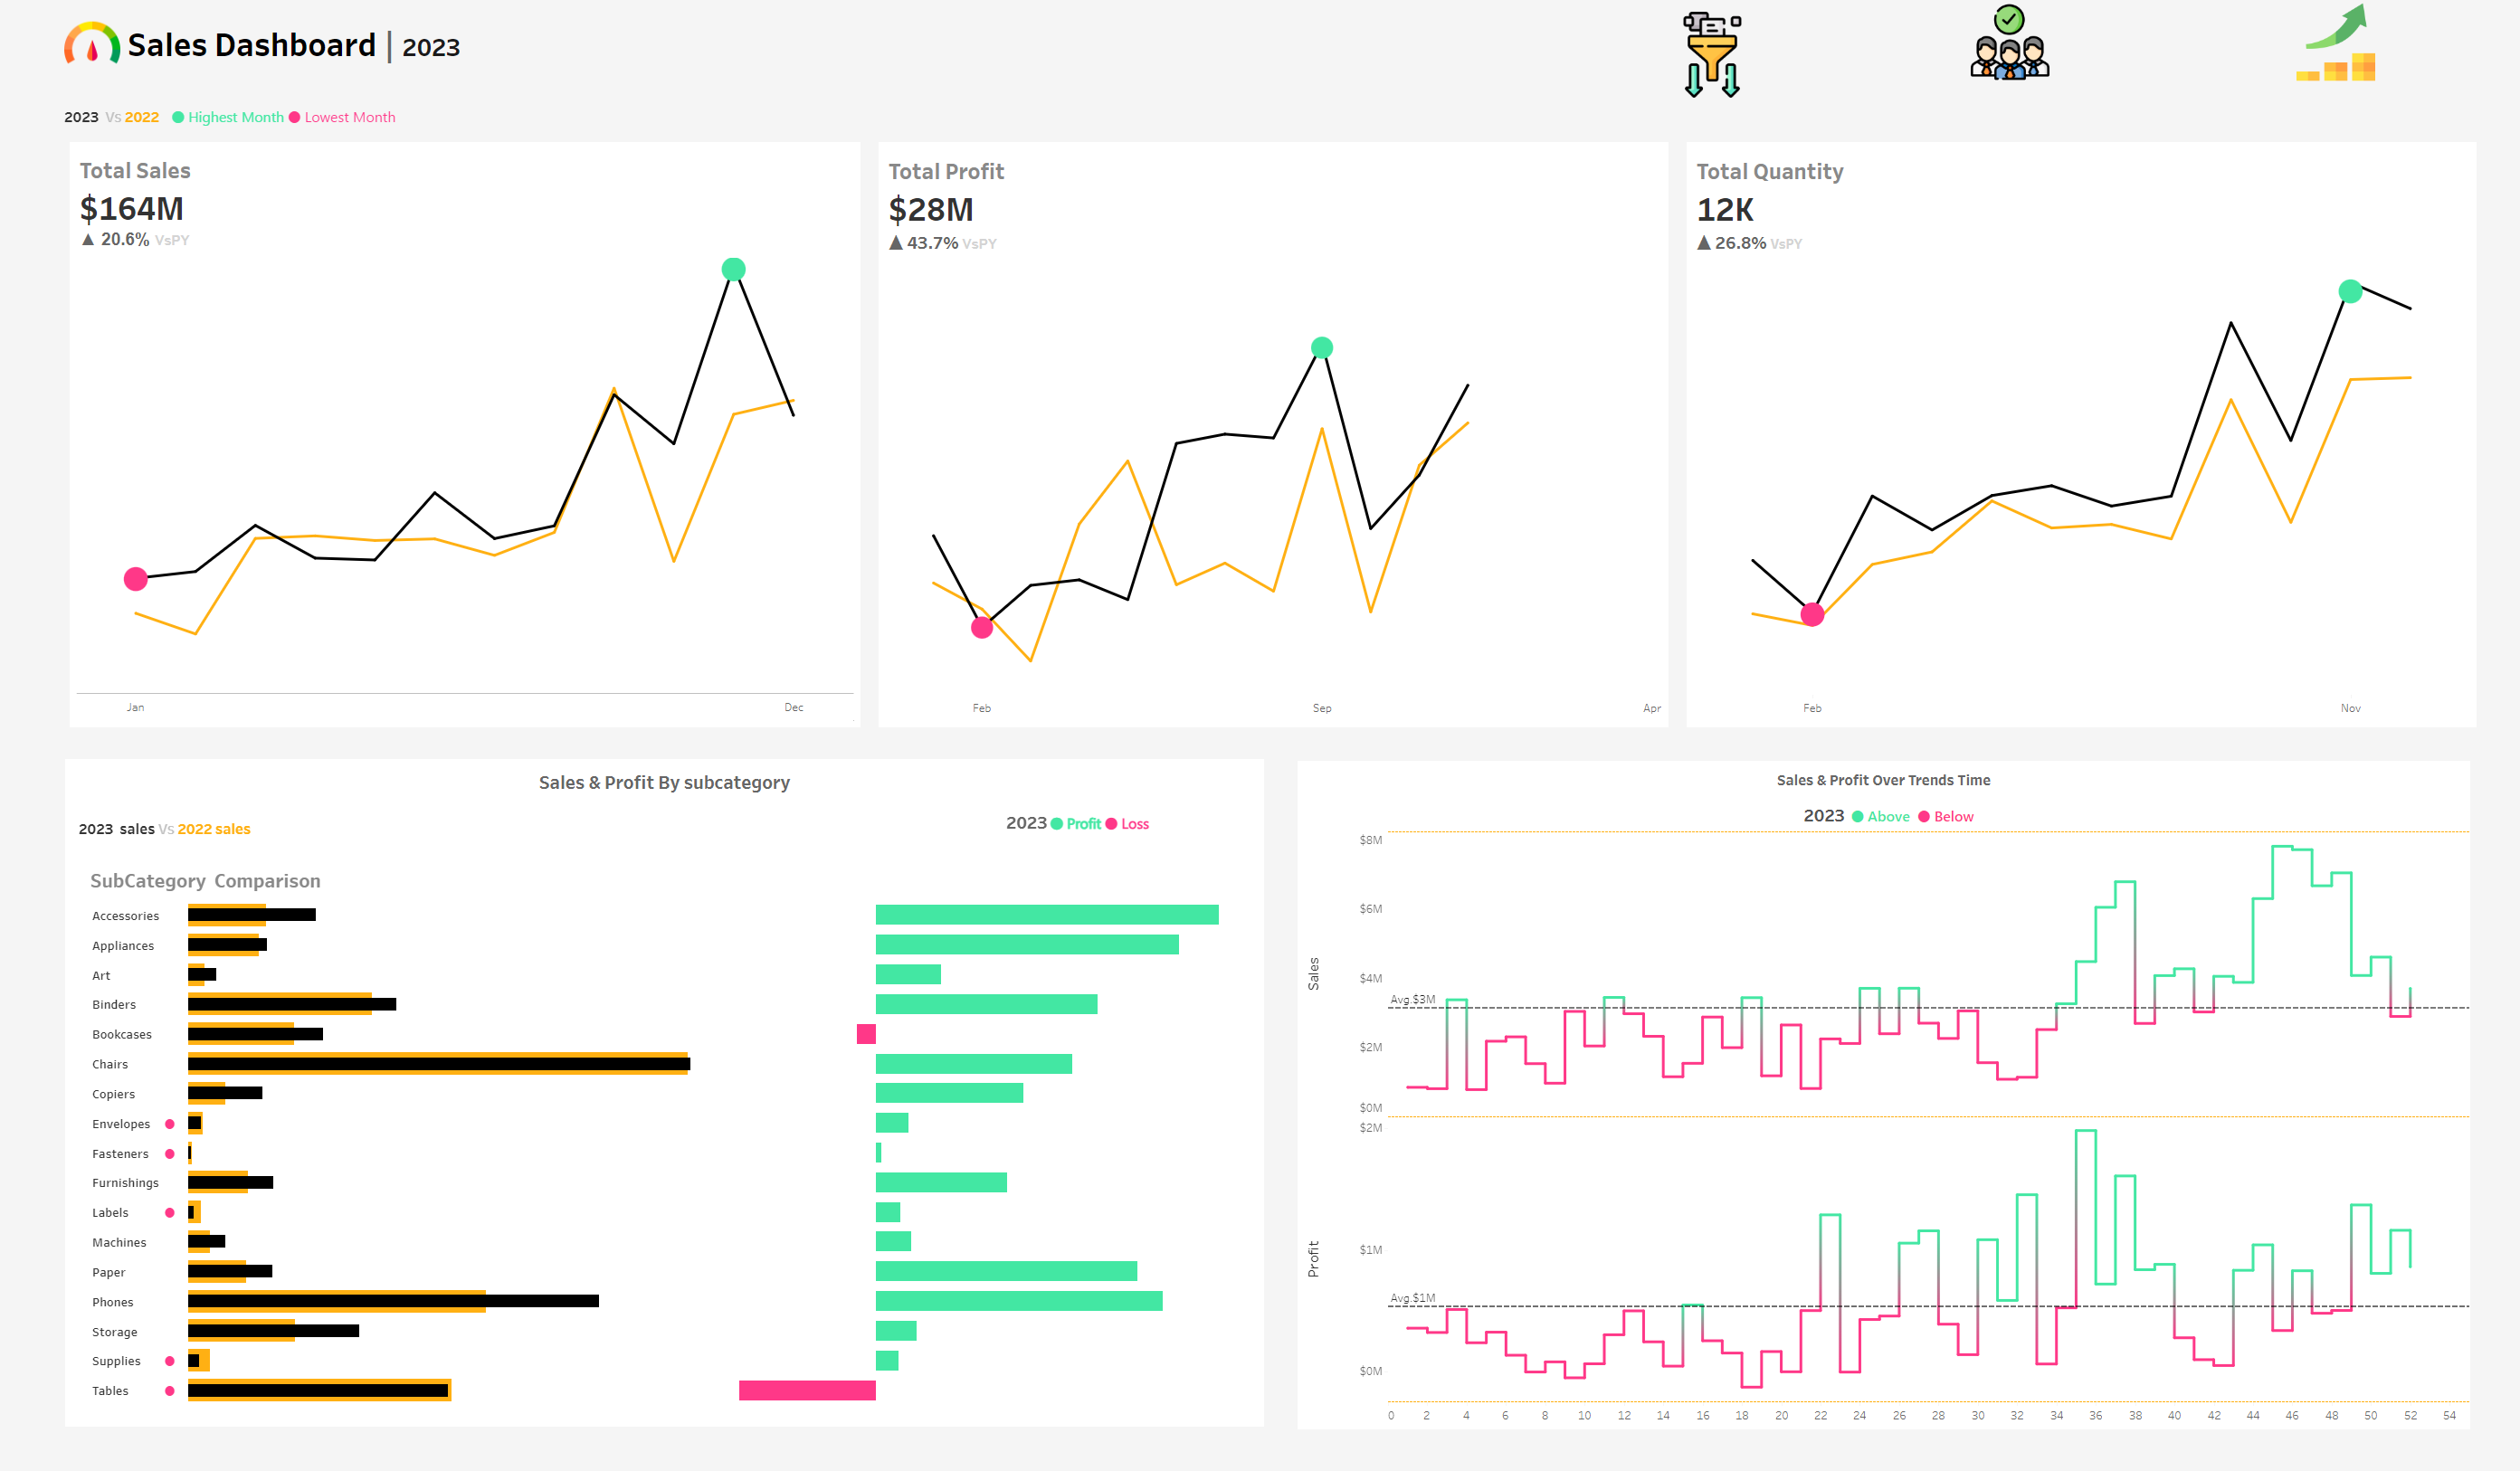 Sales Dashboard | 2023
2023 Vs 2022 Highest Month Lowest Month
Total Sales
$164M
▲ 20.6% VsPY
Jan Dec
Total Profit
$28M
▲ 43.7% VsPY
Feb Sep Apr
Total Quantity
12K
▲ 26.8% VsPY
Feb Nov
Sales & Profit By subcategory
2023 Profit Loss
2023 sales Vs 2022 sales
SubCategory Comparison
Accessories
Appliances
Art
Binders
Bookcases
Chairs
Copiers
Envelopes
Fasteners
Furnishings
Labels
Machines
Paper
Phones
Storage
Supplies
Tables
Sales & Profit Over Trends Time
2023 Above Below
Sales
$8M
$6M
$4M
Avg.$3M
$2M
$0M
Profit
$2M
$1M
Avg.$1M
$0M
0 2 4 6 8 10 12 14 16 18 20 22 24 26 28 30 32 34 36 38 40 42 44 46 48 50 52 54